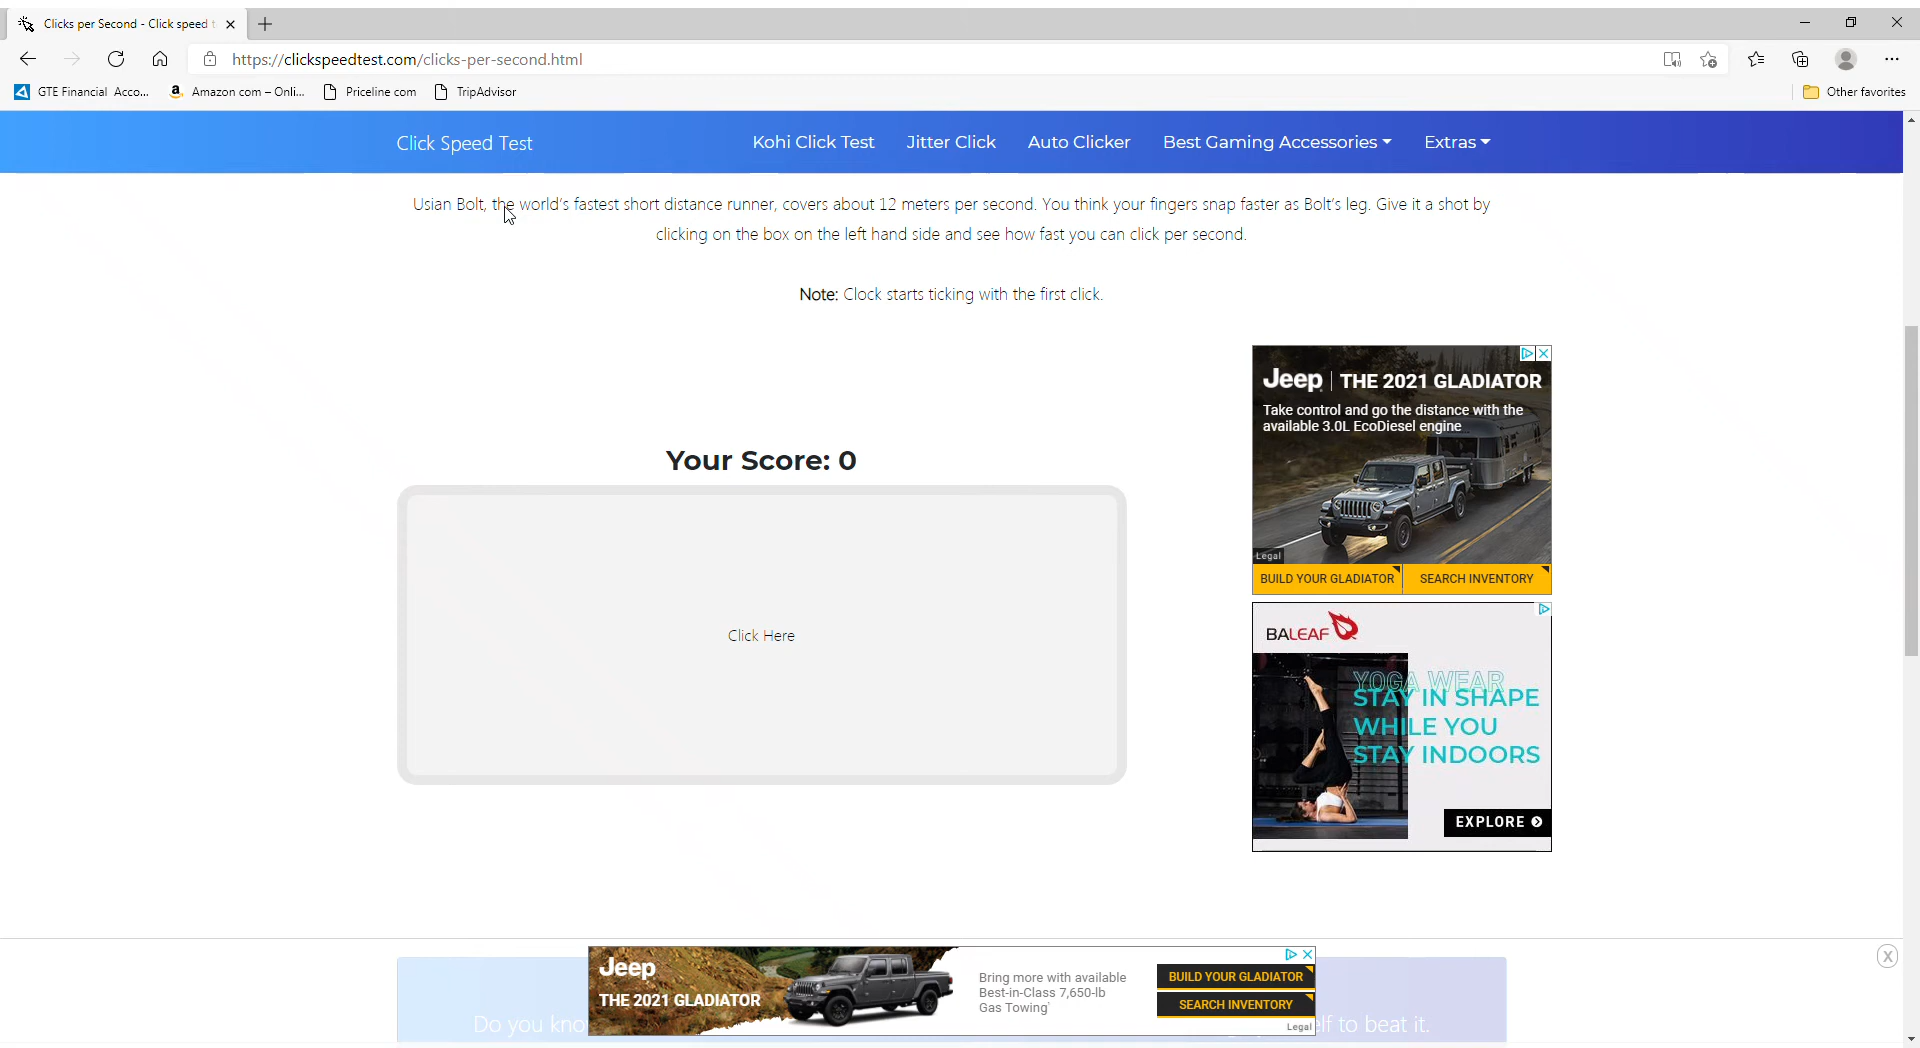 Clicks per Second - Click speed t
https://clickspeedtest.com/clicks-per-second.html
GTE Financial Acco...
Amazon com – Onli...
Priceline com
TripAdvisor
Other favorites
Click Speed Test
Kohi Click Test
Jitter Click
Auto Clicker
Best Gaming Accessories
Extras
Usian Bolt, the world's fastest short distance runner, covers about 12 meters per second. You think your fingers snap faster as Bolt's leg. Give it a shot by
clicking on the box on the left hand side and see how fast you can click per second.
Note: Clock starts ticking with the first click.
Jeep | THE 2021 GLADIATOR
Take control and go the distance with the
available 3.0L EcoDiesel engine
Legal
BUILD YOUR GLADIATOR
SEARCH INVENTORY
Your Score: 0
Click Here
BALEAF
YOGA WEAR
STAY IN SHAPE
WHILE YOU
STAY INDOORS
EXPLORE
Jeep
THE 2021 GLADIATOR
Bring more with available
Best-in-Class 7,650-lb
Gas Towing
BUILD YOUR GLADIATOR
SEARCH INVENTORY
Legal
Do you kno
elf to beat it.